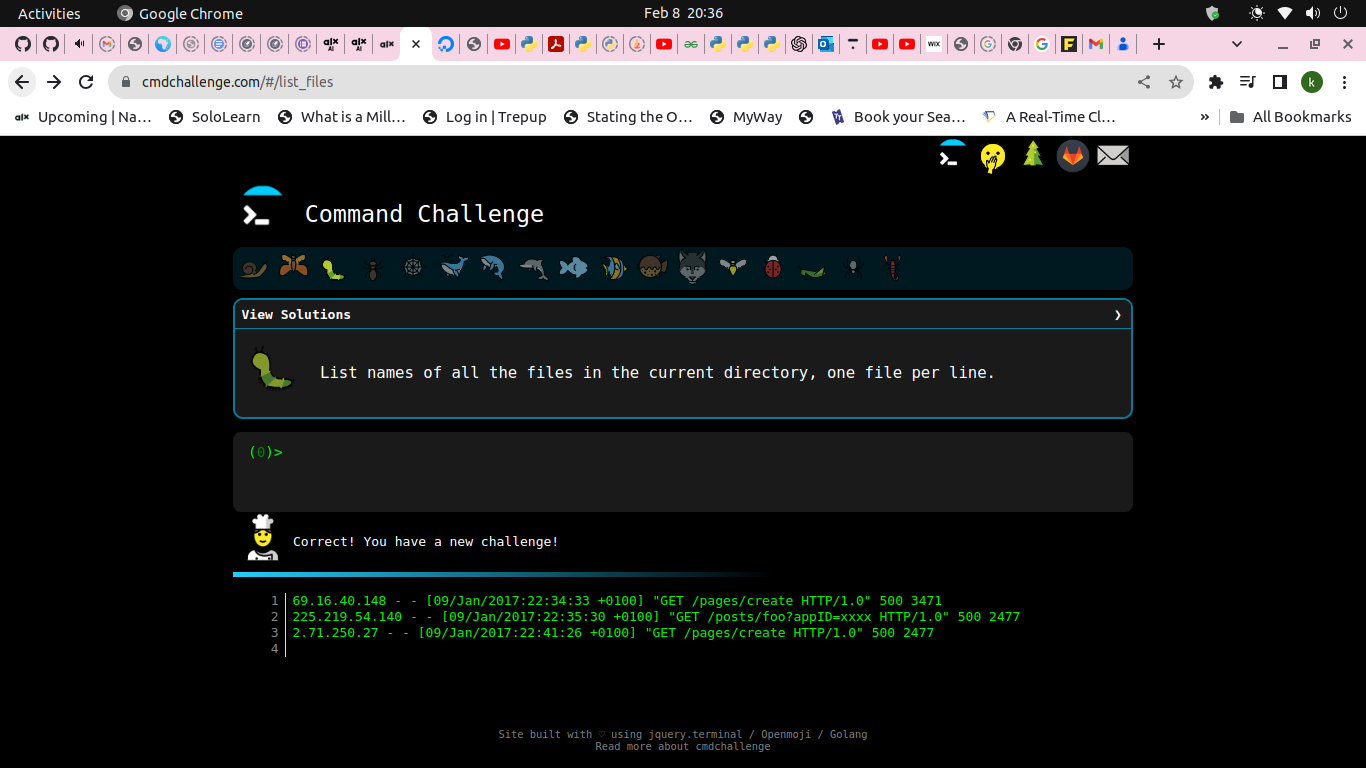 Activities Google Chrome Feb 8 20:36
WIX
cmdchallenge.com/#/list_files k
alx Upcoming | Na… SoloLearn What is a Mill… Log in | Trepup Stating the O… MyWay Book your Sea… A Real-Time Cl… » All Bookmarks
Command Challenge
View Solutions ❯
List names of all the files in the current directory, one file per line.
(0)>
Correct! You have a new challenge!
1 69.16.40.148 - - [09/Jan/2017:22:34:33 +0100] "GET /pages/create HTTP/1.0" 500 3471
2 225.219.54.140 - - [09/Jan/2017:22:35:30 +0100] "GET /posts/foo?appID=xxxx HTTP/1.0" 500 2477
3 2.71.250.27 - - [09/Jan/2017:22:41:26 +0100] "GET /pages/create HTTP/1.0" 500 2477
4
Site built with ♡ using jquery.terminal / Openmoji / Golang
Read more about cmdchallenge